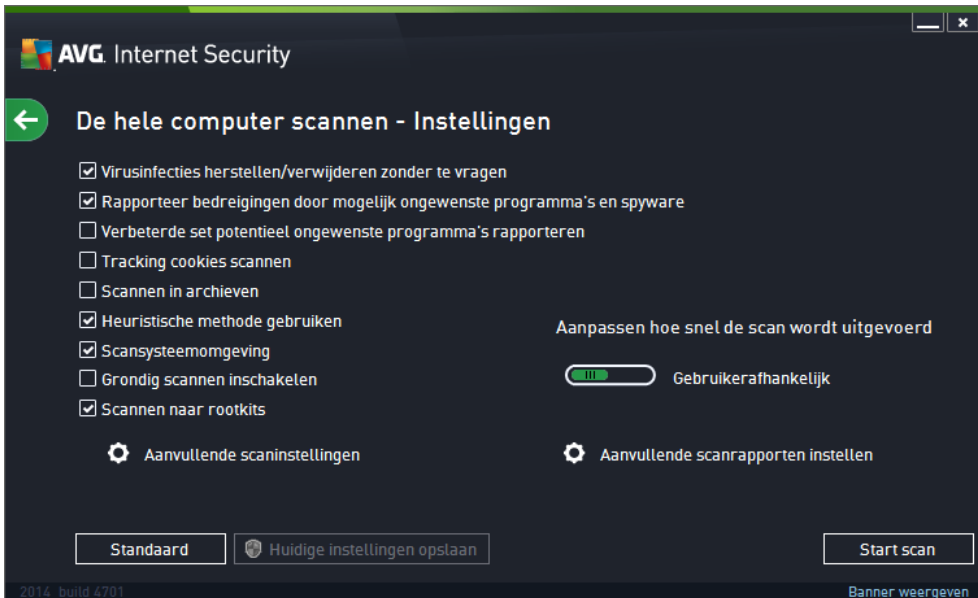 AVG. Internet Security
De hele computer scannen - Instellingen
Virusinfecties herstellen/verwijderen zonder te vragen
Rapporteer bedreigingen door mogelijk ongewenste programma's en spyware
Verbeterde set potentieel ongewenste programma's rapporteren
Tracking cookies scannen
Scannen in archieven
Heuristische methode gebruiken
Scansysteemomgeving
Grondig scannen inschakelen
Scannen naar rootkits
Aanpassen hoe snel de scan wordt uitgevoerd
Gebruikerafhankelijk
Aanvullende scaninstellingen
Aanvullende scanrapporten instellen
Standaard
Huidige instellingen opslaan
Start scan
2014 build 4701
Banner weergeven